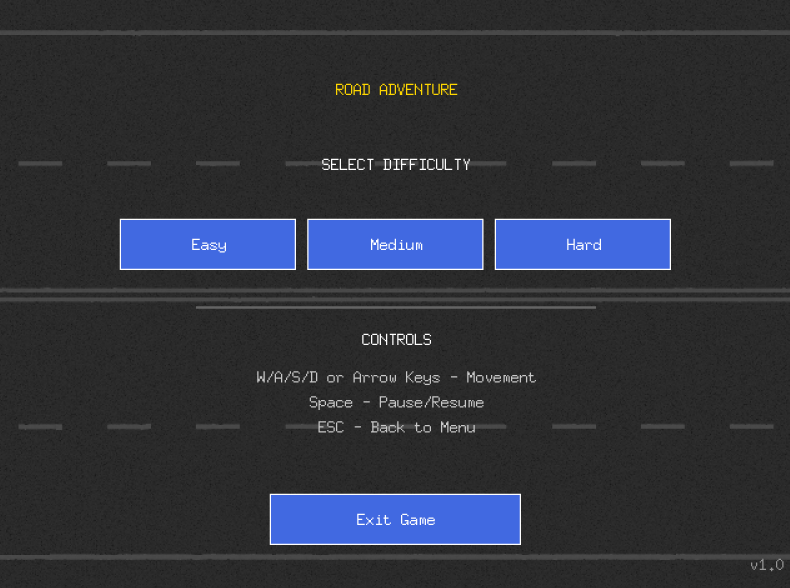 ROAD ADVENTURE
SELECT DIFFICULTY
Easy Medium Hard
CONTROLS
W/A/S/D or Arrow Keys - Movement
Space - Pause/Resume
ESC - Back to Menu
Exit Game
v1.0